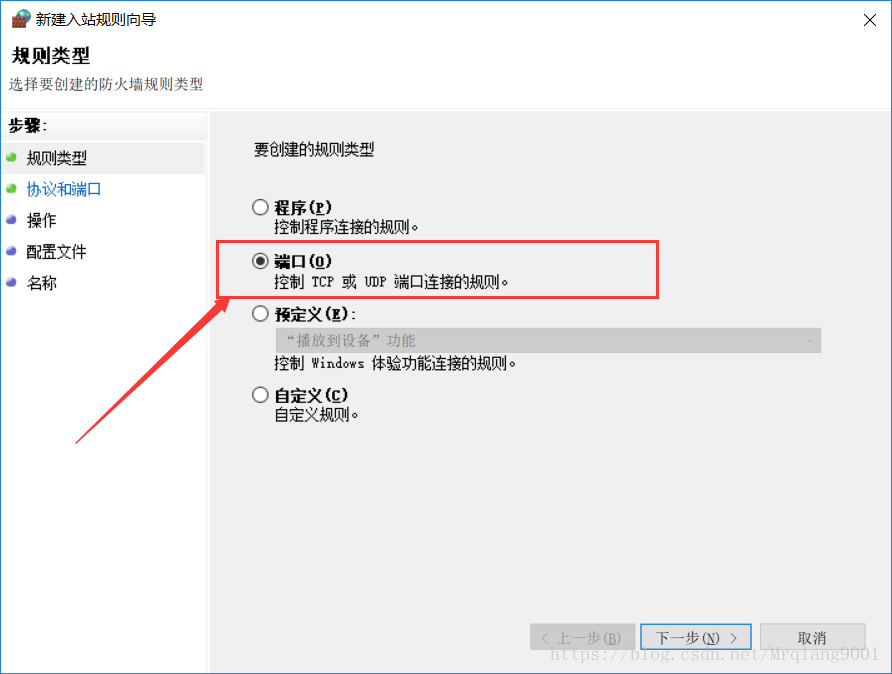 新建入站规则向导
规则类型
选择要创建的防火墙规则类型
步骤:
规则类型
协议和端口
操作
配置文件
名称
要创建的规则类型
程序(P)
控制程序连接的规则。
端口(O)
控制 TCP 或 UDP 端口连接的规则。
预定义(E):
“播放到设备”功能
控制 Windows 体验功能连接的规则。
自定义(C)
自定义规则。
< 上一步(B)
下一步(N) >
取消
https://blog.csdn.net/Mrqiang9001